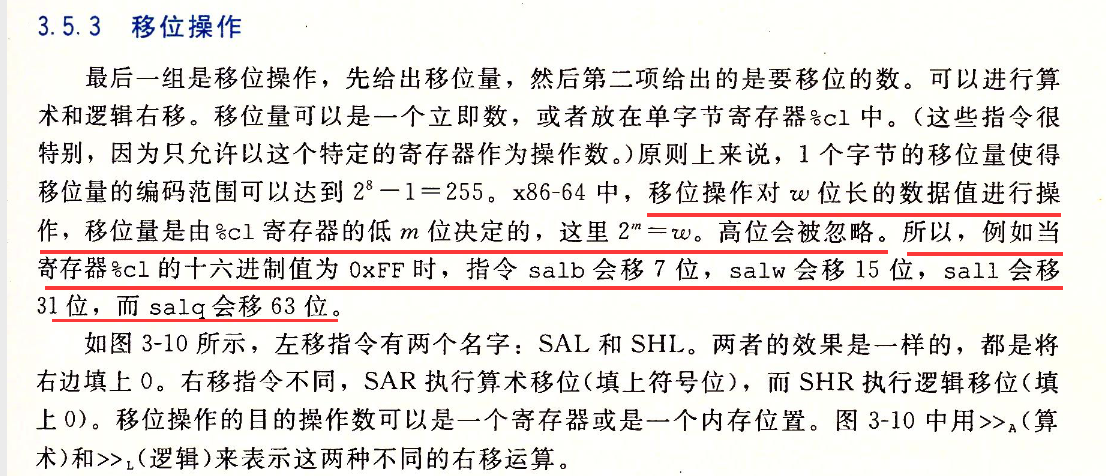 3.5.3 移位操作
最后一组是移位操作，先给出移位量，然后第二项给出的是要移位的数。可以进行算
术和逻辑右移。移位量可以是一个立即数，或者放在单字节寄存器%cl 中。(这些指令很
特别，因为只允许以这个特定的寄存器作为操作数。)原则上来说，1 个字节的移位量使得
移位量的编码范围可以达到 2⁸－1＝255。x86-64 中，移位操作对 w 位长的数据值进行操
作，移位量是由%cl 寄存器的低 m 位决定的，这里 2ᵐ＝w。高位会被忽略。所以，例如当
寄存器%cl 的十六进制值为 0xFF 时，指令 salb 会移 7 位，salw 会移 15 位，sall 会移
31 位，而 salq 会移 63 位。
如图 3-10 所示，左移指令有两个名字：SAL 和 SHL。两者的效果是一样的，都是将
右边填上 0。右移指令不同，SAR 执行算术移位(填上符号位)，而 SHR 执行逻辑移位(填
上 0)。移位操作的目的操作数可以是一个寄存器或是一个内存位置。图 3-10 中用>>ₐ(算
术)和>>ʟ(逻辑)来表示这两种不同的右移运算。